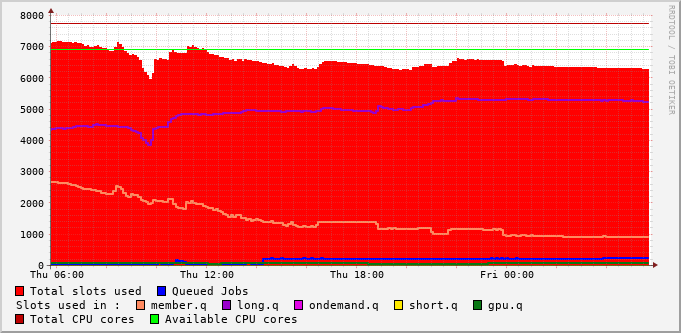 RRDTOOL / TOBI OETIKER
8000
7000
6000
5000
4000
3000
2000
1000
0
Thu 06:00 Thu 12:00 Thu 18:00 Fri 00:00
Total slots used Queued Jobs
Slots used in : member.q long.q ondemand.q short.q gpu.q
Total CPU cores Available CPU cores